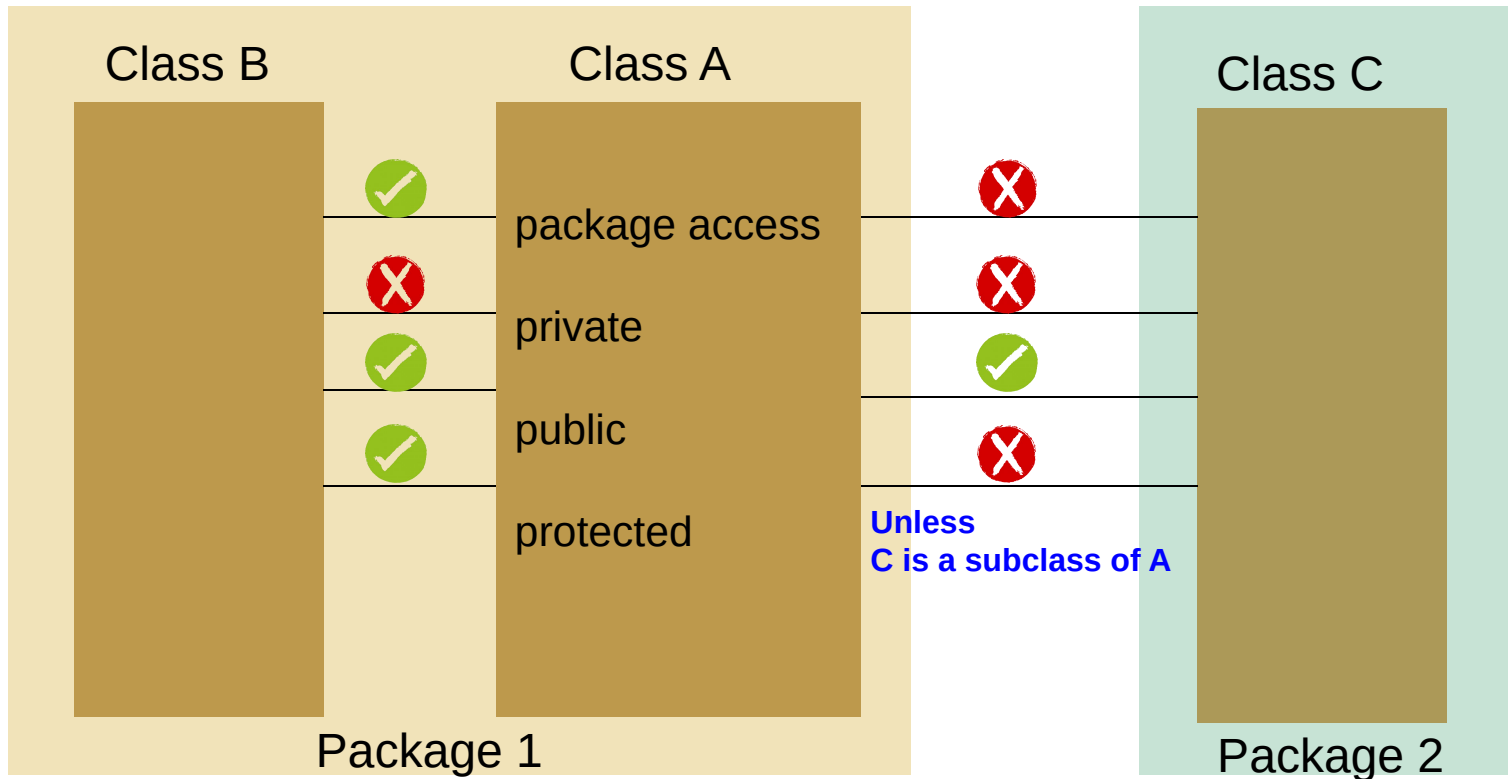 Class B
Class A
Class C
package access
private
public
protected
Unless
C is a subclass of A
Package 1
Package 2